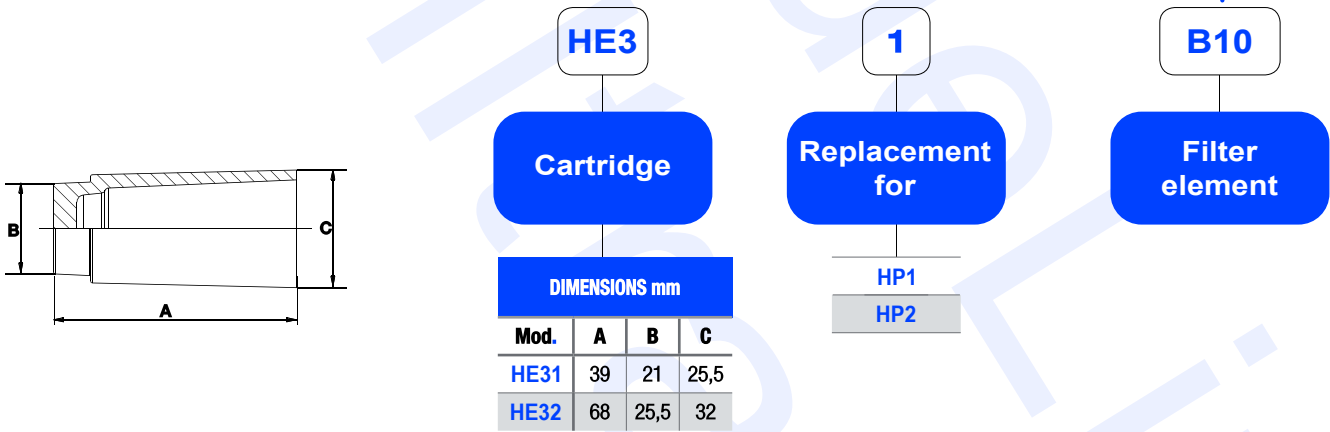 HE3
1
B10
Cartridge
Replacement
for
Filter
element
B
C
A
HP1
HP2
DIMENSIONS mm
Mod. A B C
HE31 39 21 25,5
HE32 68 25,5 32